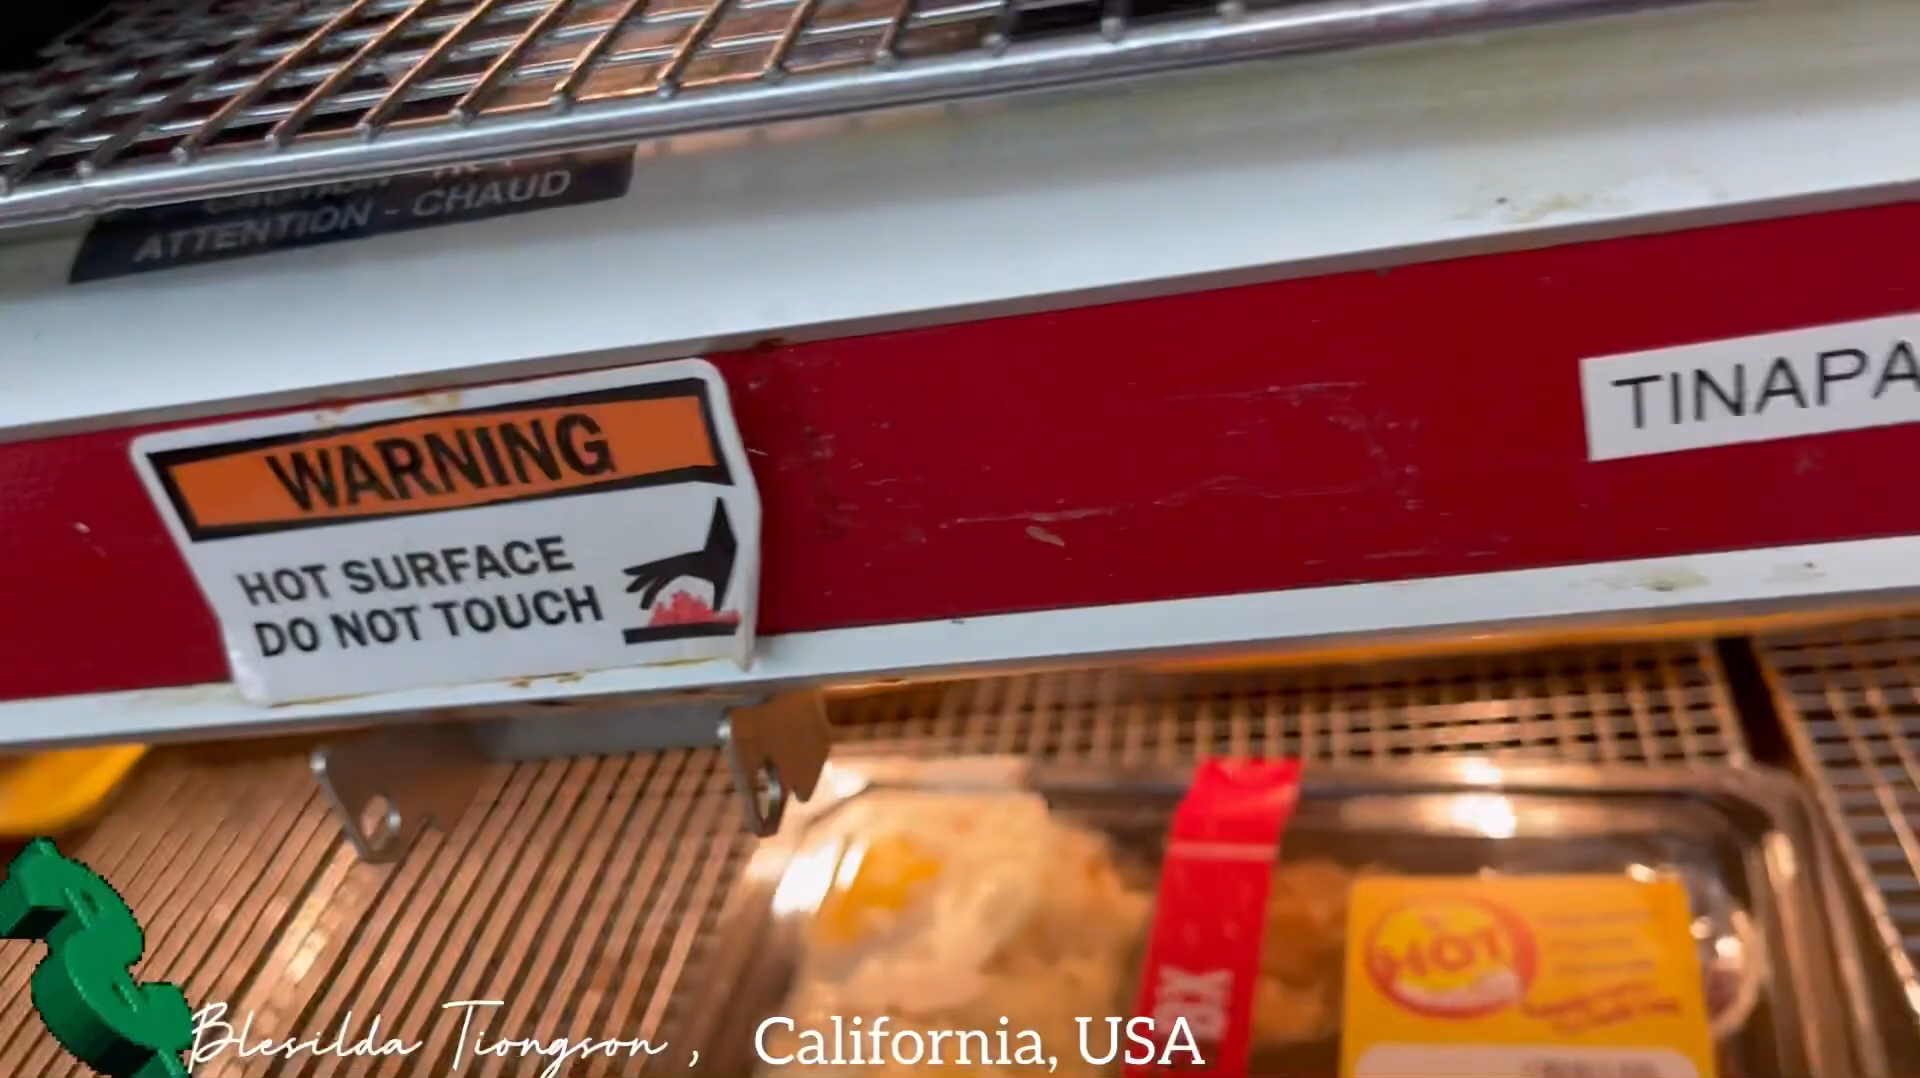 ATTENTION - CHAUD
TINAPA
WARNING
HOT SURFACE
DO NOT TOUCH
HOT
Blesilda Tiongson , California, USA